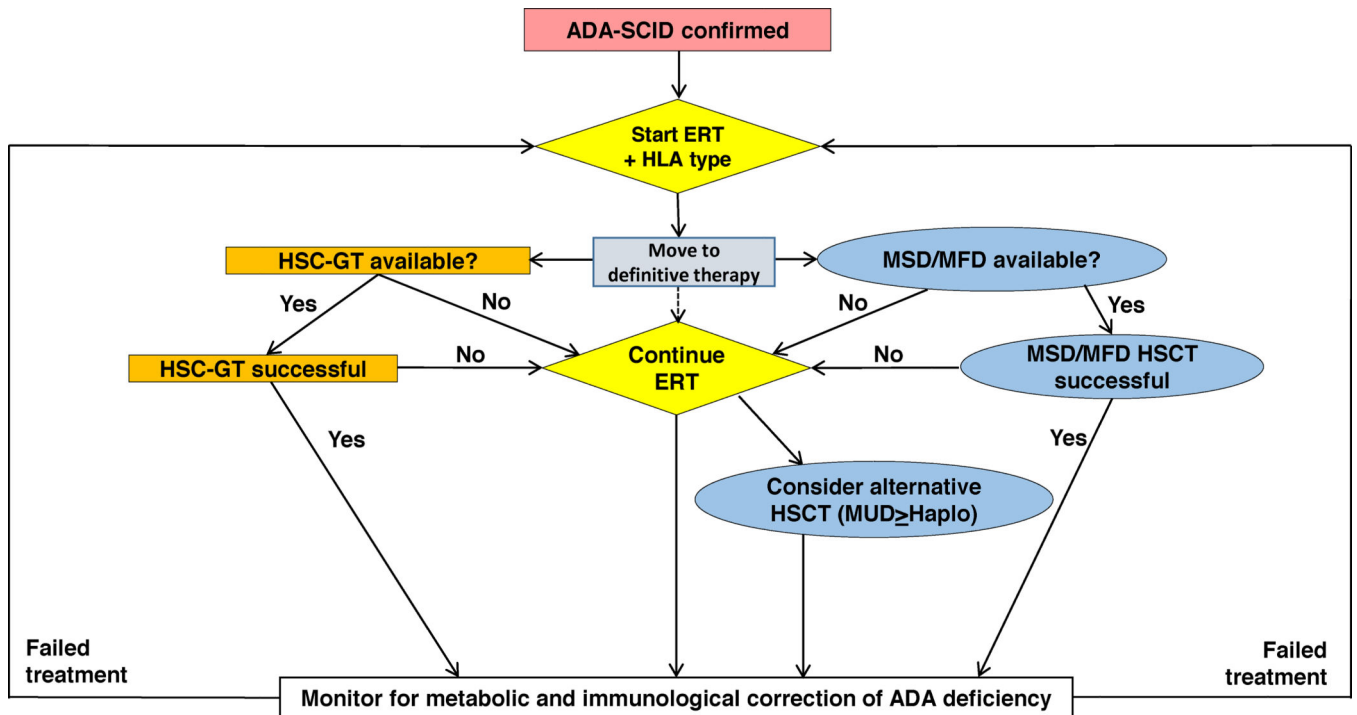 ADA-SCID confirmed
Start ERT
+ HLA type
HSC-GT available?
Move to
definitive therapy
MSD/MFD available?
Yes
No
No
Yes
HSC-GT successful
No
Continue
ERT
No
MSD/MFD HSCT
successful
Yes
Yes
Consider alternative
HSCT (MUD≥Haplo)
Failed
treatment
Failed
treatment
Monitor for metabolic and immunological correction of ADA deficiency